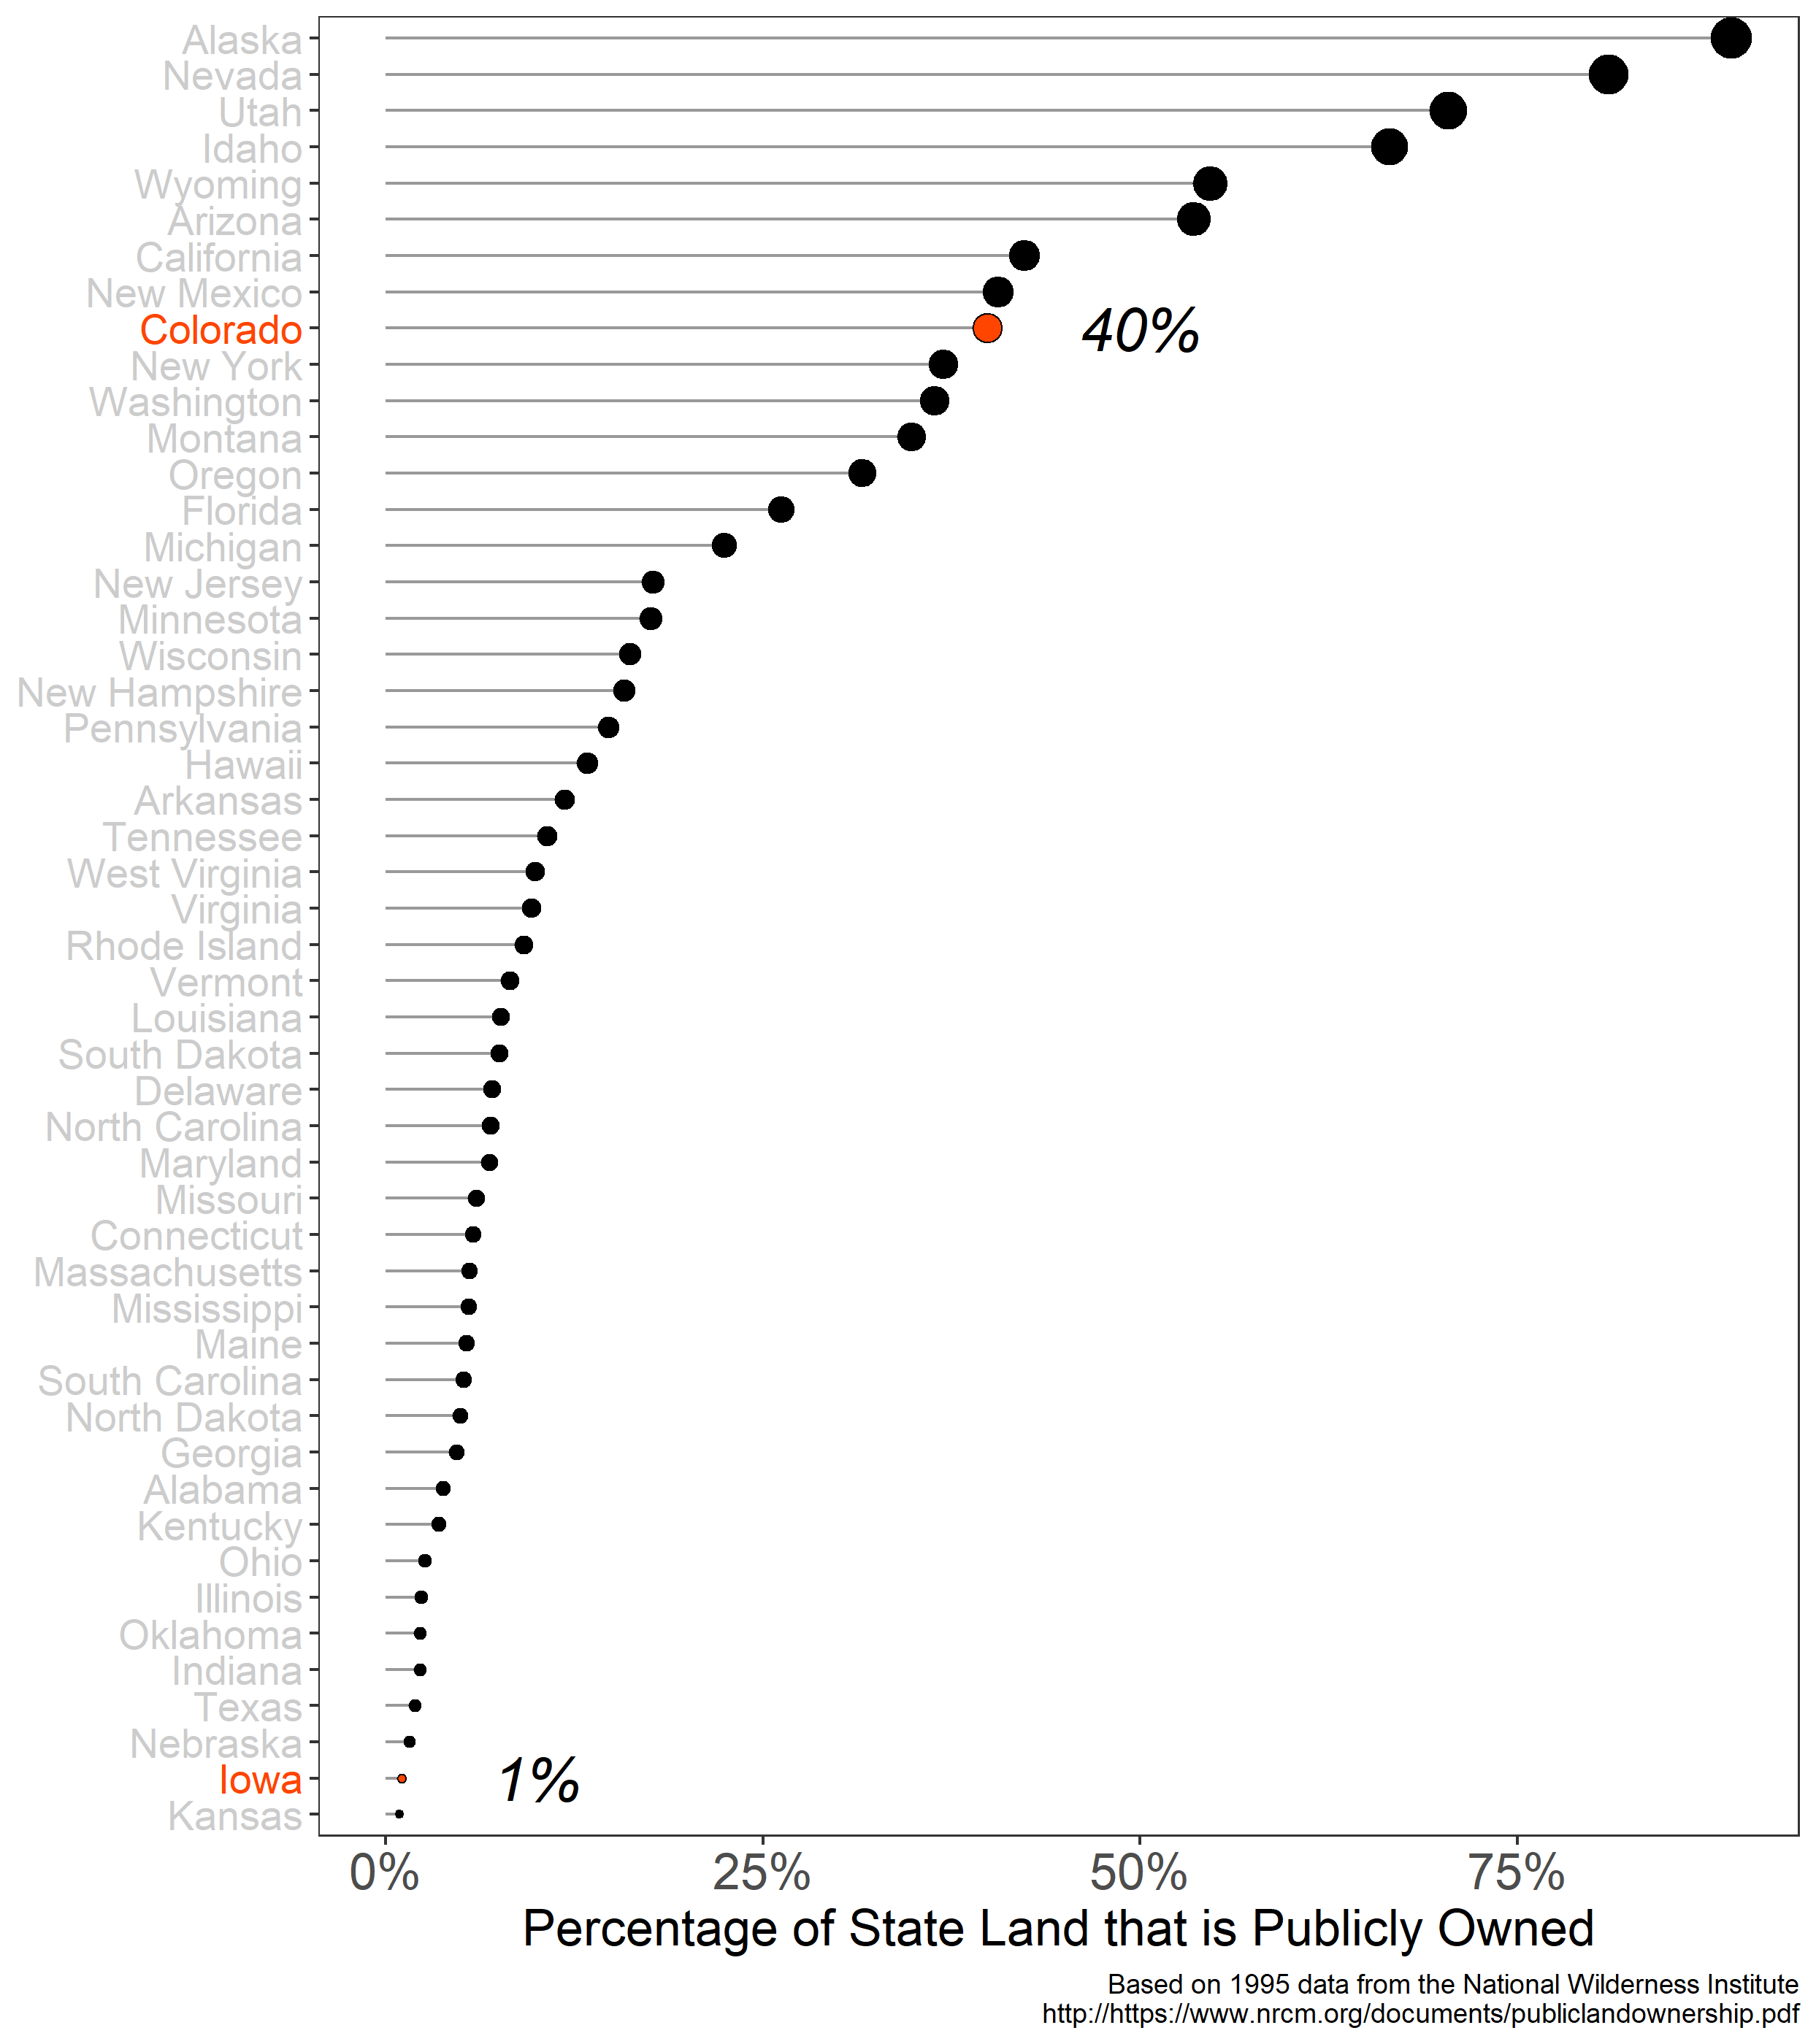 Alaska
Nevada
Utah
Idaho
Wyoming
Arizona
California
New Mexico
Colorado 40%
New York
Washington
Montana
Oregon
Florida
Michigan
New Jersey
Minnesota
Wisconsin
New Hampshire
Pennsylvania
Hawaii
Arkansas
Tennessee
West Virginia
Virginia
Rhode Island
Vermont
Louisiana
South Dakota
Delaware
North Carolina
Maryland
Missouri
Connecticut
Massachusetts
Mississippi
Maine
South Carolina
North Dakota
Georgia
Alabama
Kentucky
Ohio
Illinois
Oklahoma
Indiana
Texas
Nebraska
Iowa 1%
Kansas
0% 25% 50% 75%
Percentage of State Land that is Publicly Owned
Based on 1995 data from the National Wilderness Institute
http://https://www.nrcm.org/documents/publiclandownership.pdf